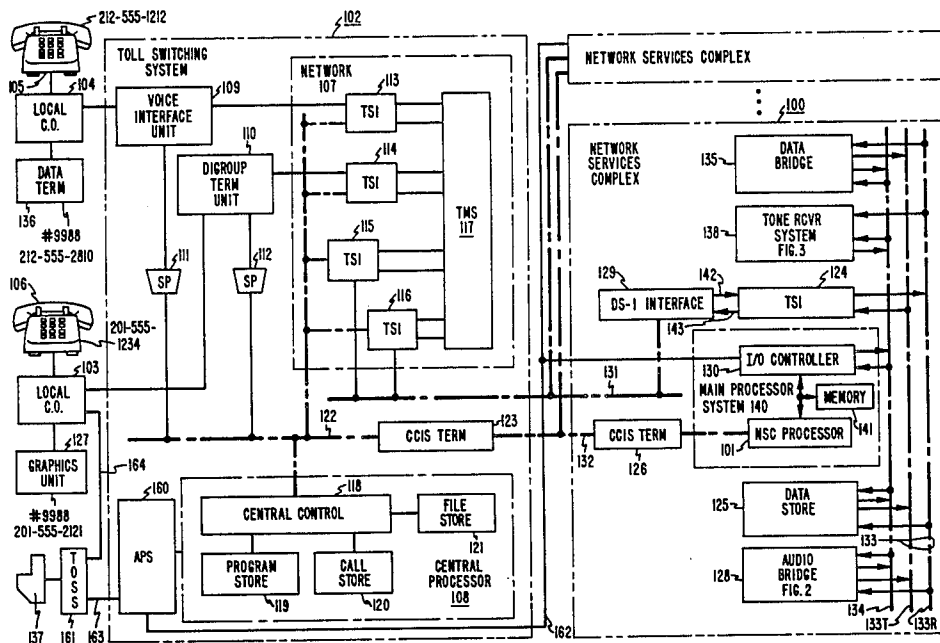 212-555-1212
105
104
LOCAL C.O.
DATA TERM
136
#9988
212-555-2810
106
201-555-1234
103
LOCAL C.O.
127
GRAPHICS UNIT
#9988
201-555-2121
164
137
TOSS
161
163
102
TOLL SWITCHING SYSTEM
109
VOICE INTERFACE UNIT
110
DIGROUP TERM UNIT
111
SP
112
SP
NETWORK 107
113
TSI
114
TSI
115
TSI
116
TSI
TMS 117
131
122
CCIS TERM
123
132
160
APS
118
CENTRAL CONTROL
FILE STORE
121
PROGRAM STORE
119
CALL STORE
120
CENTRAL PROCESSOR 108
162
NETWORK SERVICES COMPLEX
100
NETWORK SERVICES COMPLEX
135
DATA BRIDGE
138
TONE RCVR SYSTEM FIG.3
129
DS-1 INTERFACE
142
143
124
TSI
I/O CONTROLLER
130
MAIN PROCESSOR SYSTEM 140
MEMORY
141
NSC PROCESSOR
101
CCIS TERM
126
125
DATA STORE
133
128
AUDIO BRIDGE FIG.2
134
133T
133R